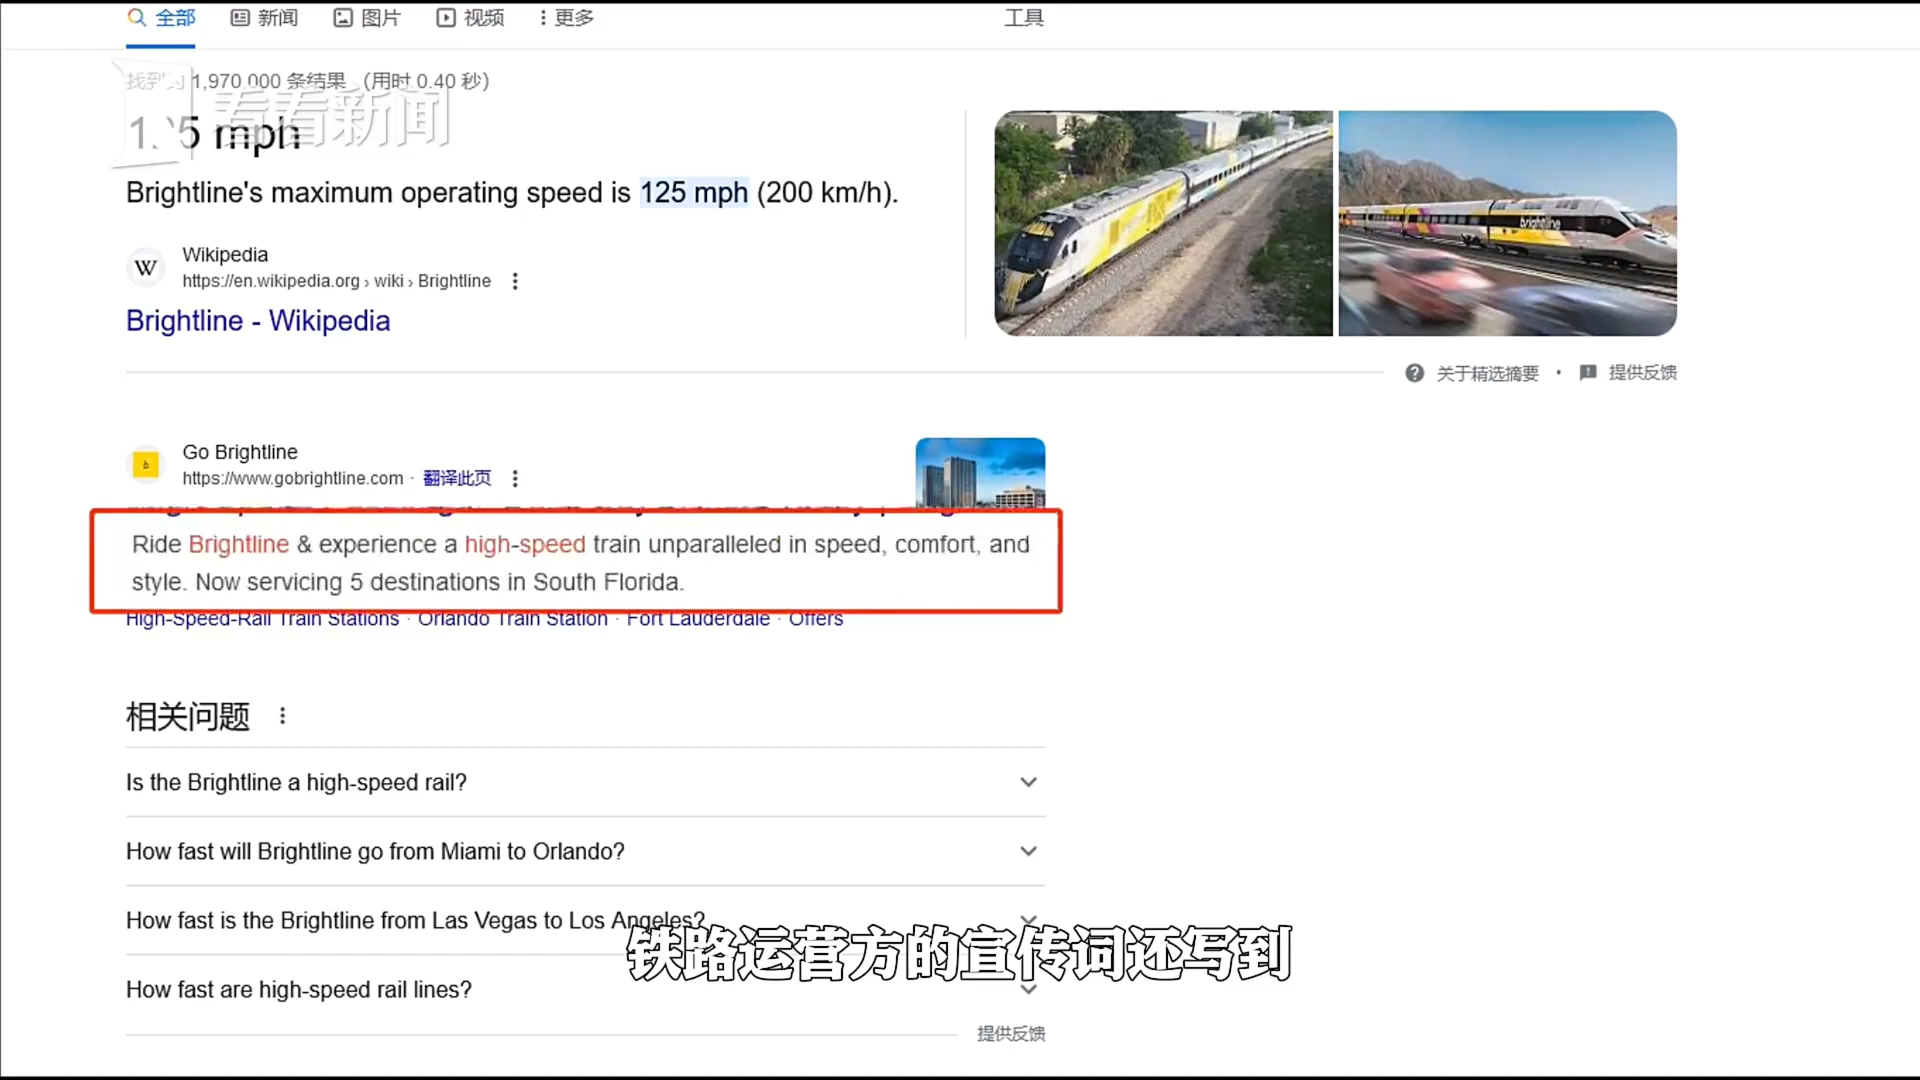 全部 新闻 图片 视频 更多 工具
1,970,000 条结果 (用时 0.40 秒)
看看新闻
mph
Brightline's maximum operating speed is 125 mph (200 km/h).
Wikipedia
https://en.wikipedia.org › wiki › Brightline
Brightline - Wikipedia
brightline
关于精选摘要 · 提供反馈
Go Brightline
https://www.gobrightline.com · 翻译此页
Ride Brightline & experience a high-speed train unparalleled in speed, comfort, and
style. Now servicing 5 destinations in South Florida.
High-Speed-Rail Train Stations · Orlando Train Station · Fort Lauderdale · Offers
相关问题
Is the Brightline a high-speed rail?
How fast will Brightline go from Miami to Orlando?
How fast is the Brightline from Las Vegas to Los Angeles?
铁路运营方的宣传词还写到
How fast are high-speed rail lines?
提供反馈